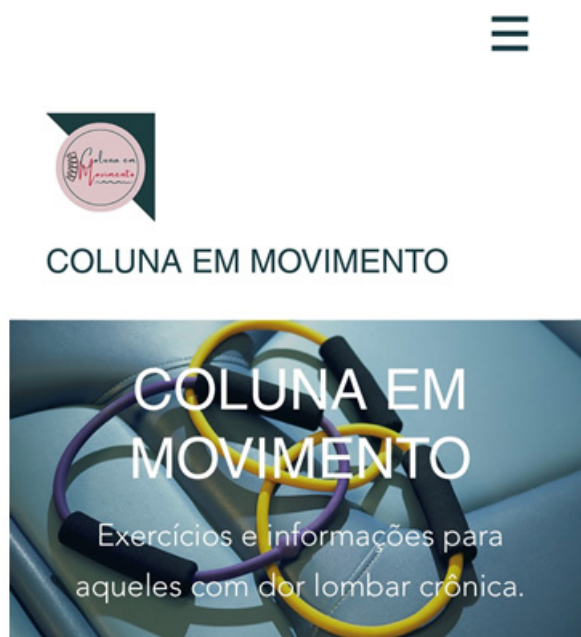 Coluna em
Movimento
COLUNA EM MOVIMENTO
COLUNA EM
MOVIMENTO
Exercícios e informações para
aqueles com dor lombar crônica.